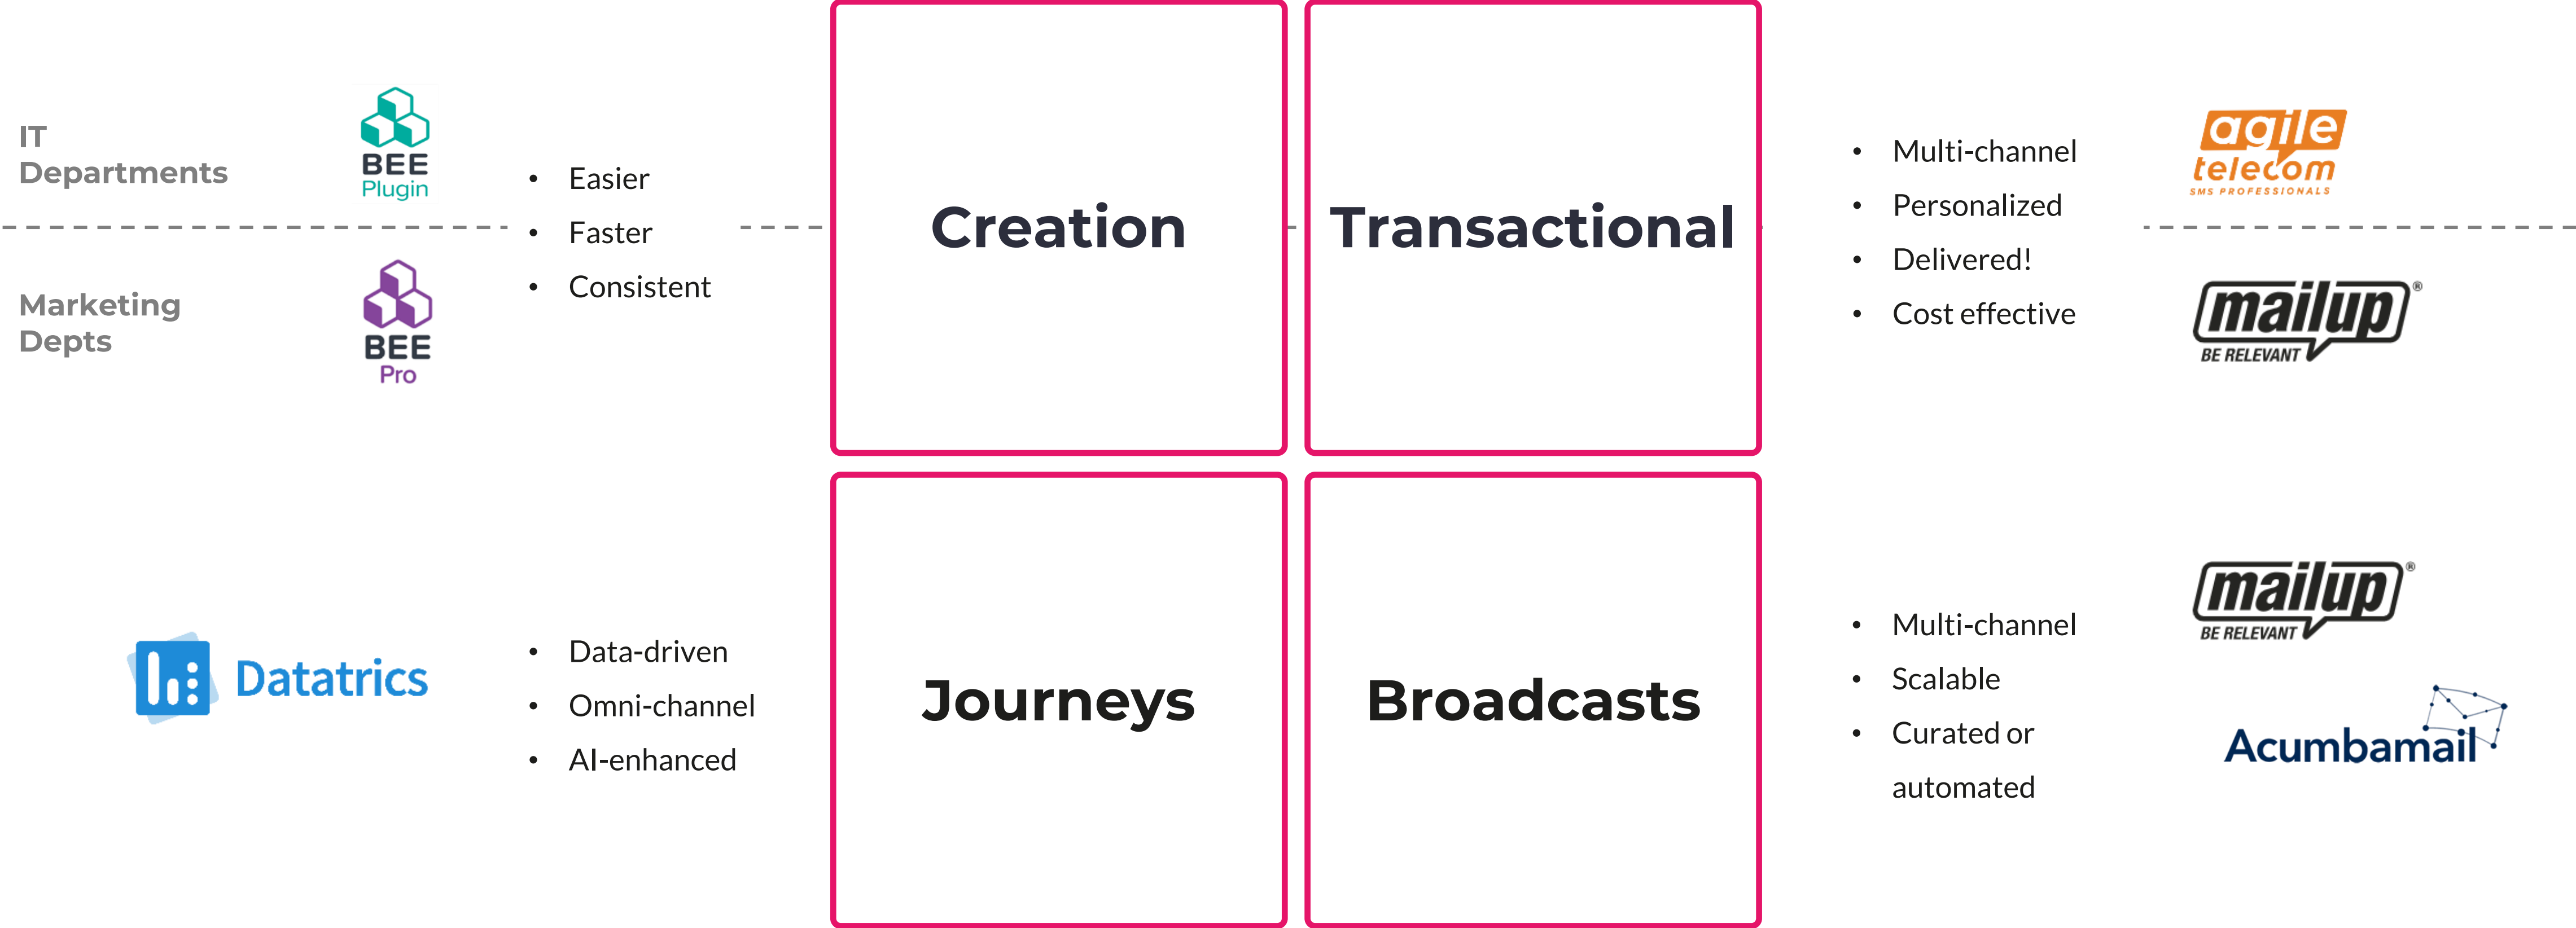 IT
Departments
BEE
Plugin
Marketing
Depts
BEE
Pro
• Easier
• Faster
• Consistent
Creation
Transactional
• Multi-channel
• Personalized
• Delivered!
• Cost effective
agile
telecom
SMS PROFESSIONALS
mailup®
BE RELEVANT
Datatrics
• Data-driven
• Omni-channel
• AI-enhanced
Journeys
Broadcasts
• Multi-channel
• Scalable
• Curated or
automated
mailup®
BE RELEVANT
Acumbamail